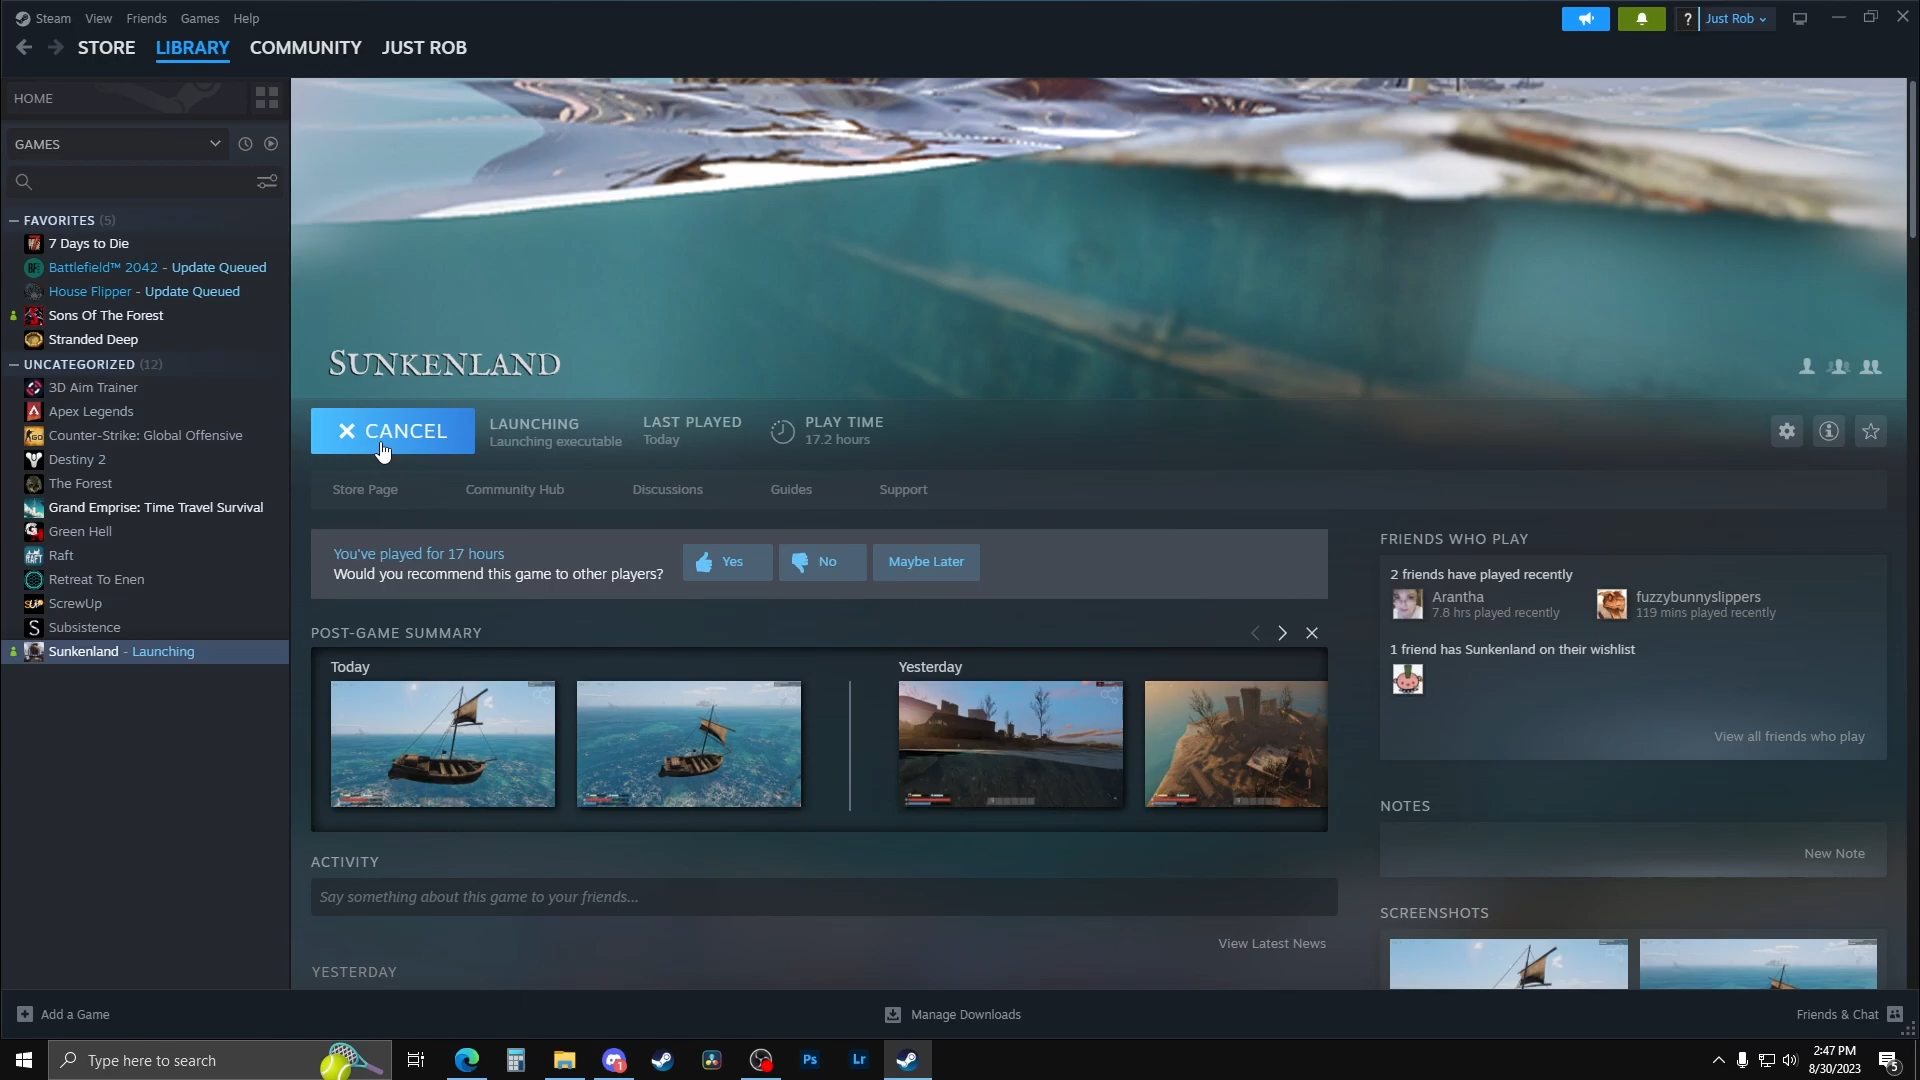 Steam View Friends Games Help
? Just Rob
STORE LIBRARY COMMUNITY JUST ROB
HOME
GAMES
FAVORITES (5)
7 Days to Die
Battlefield™ 2042 - Update Queued
House Flipper - Update Queued
Sons Of The Forest
Stranded Deep
UNCATEGORIZED (12)
3D Aim Trainer
Apex Legends
Counter-Strike: Global Offensive
Destiny 2
The Forest
Grand Emprise: Time Travel Survival
Green Hell
Raft
Retreat To Enen
ScrewUp
Subsistence
Sunkenland - Launching
SUNKENLAND
CANCEL
LAUNCHING
Launching executable
LAST PLAYED
Today
PLAY TIME
17.2 hours
Store Page Community Hub Discussions Guides Support
You've played for 17 hours
Would you recommend this game to other players?
Yes No Maybe Later
POST-GAME SUMMARY
Today Yesterday
ACTIVITY
Say something about this game to your friends...
View Latest News
YESTERDAY
FRIENDS WHO PLAY
2 friends have played recently
Arantha
7.8 hrs played recently
fuzzybunnyslippers
119 mins played recently
1 friend has Sunkenland on their wishlist
View all friends who play
NOTES
New Note
SCREENSHOTS
Add a Game Manage Downloads Friends & Chat
Type here to search
1
Ps Lr
2:47 PM
8/30/2023
5